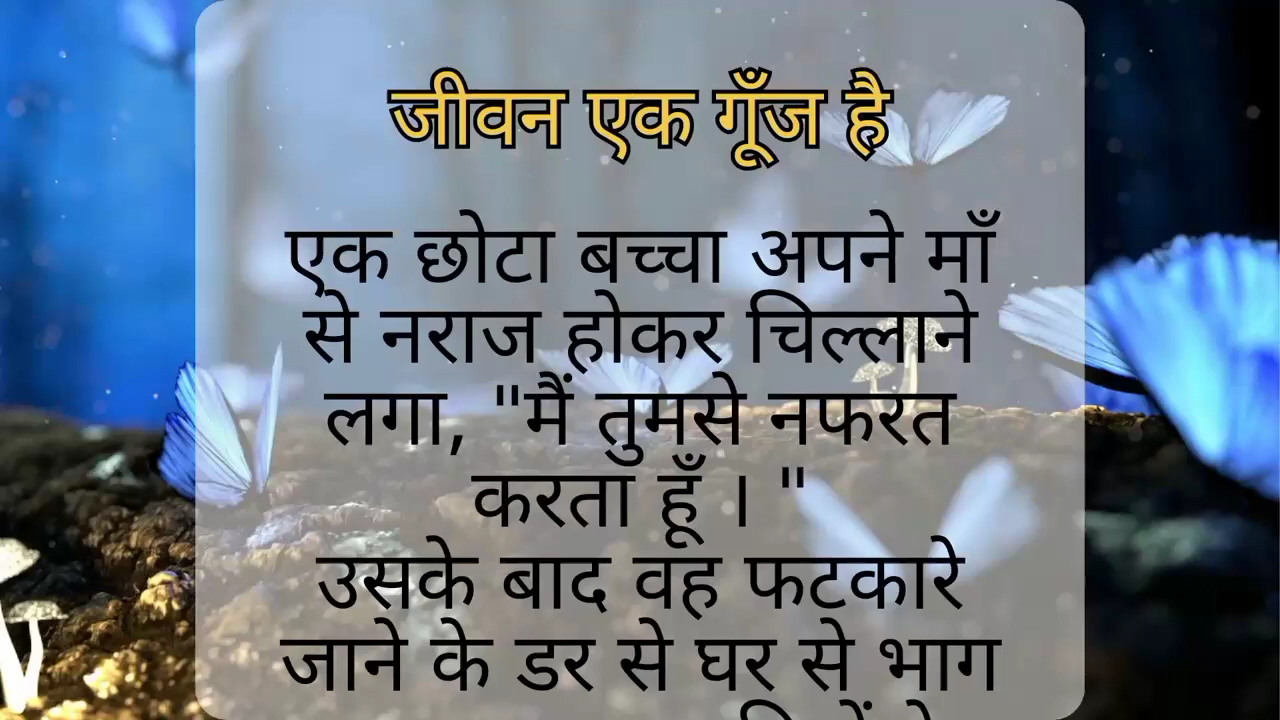 जीवन एक गूँज है
एक छोटा बच्चा अपने माँ
से नराज होकर चिल्लाने
लगा, "मैं तुमसे नफरत
करता हूँ । "
उसके बाद वह फटकारे
जाने के डर से घर से भाग